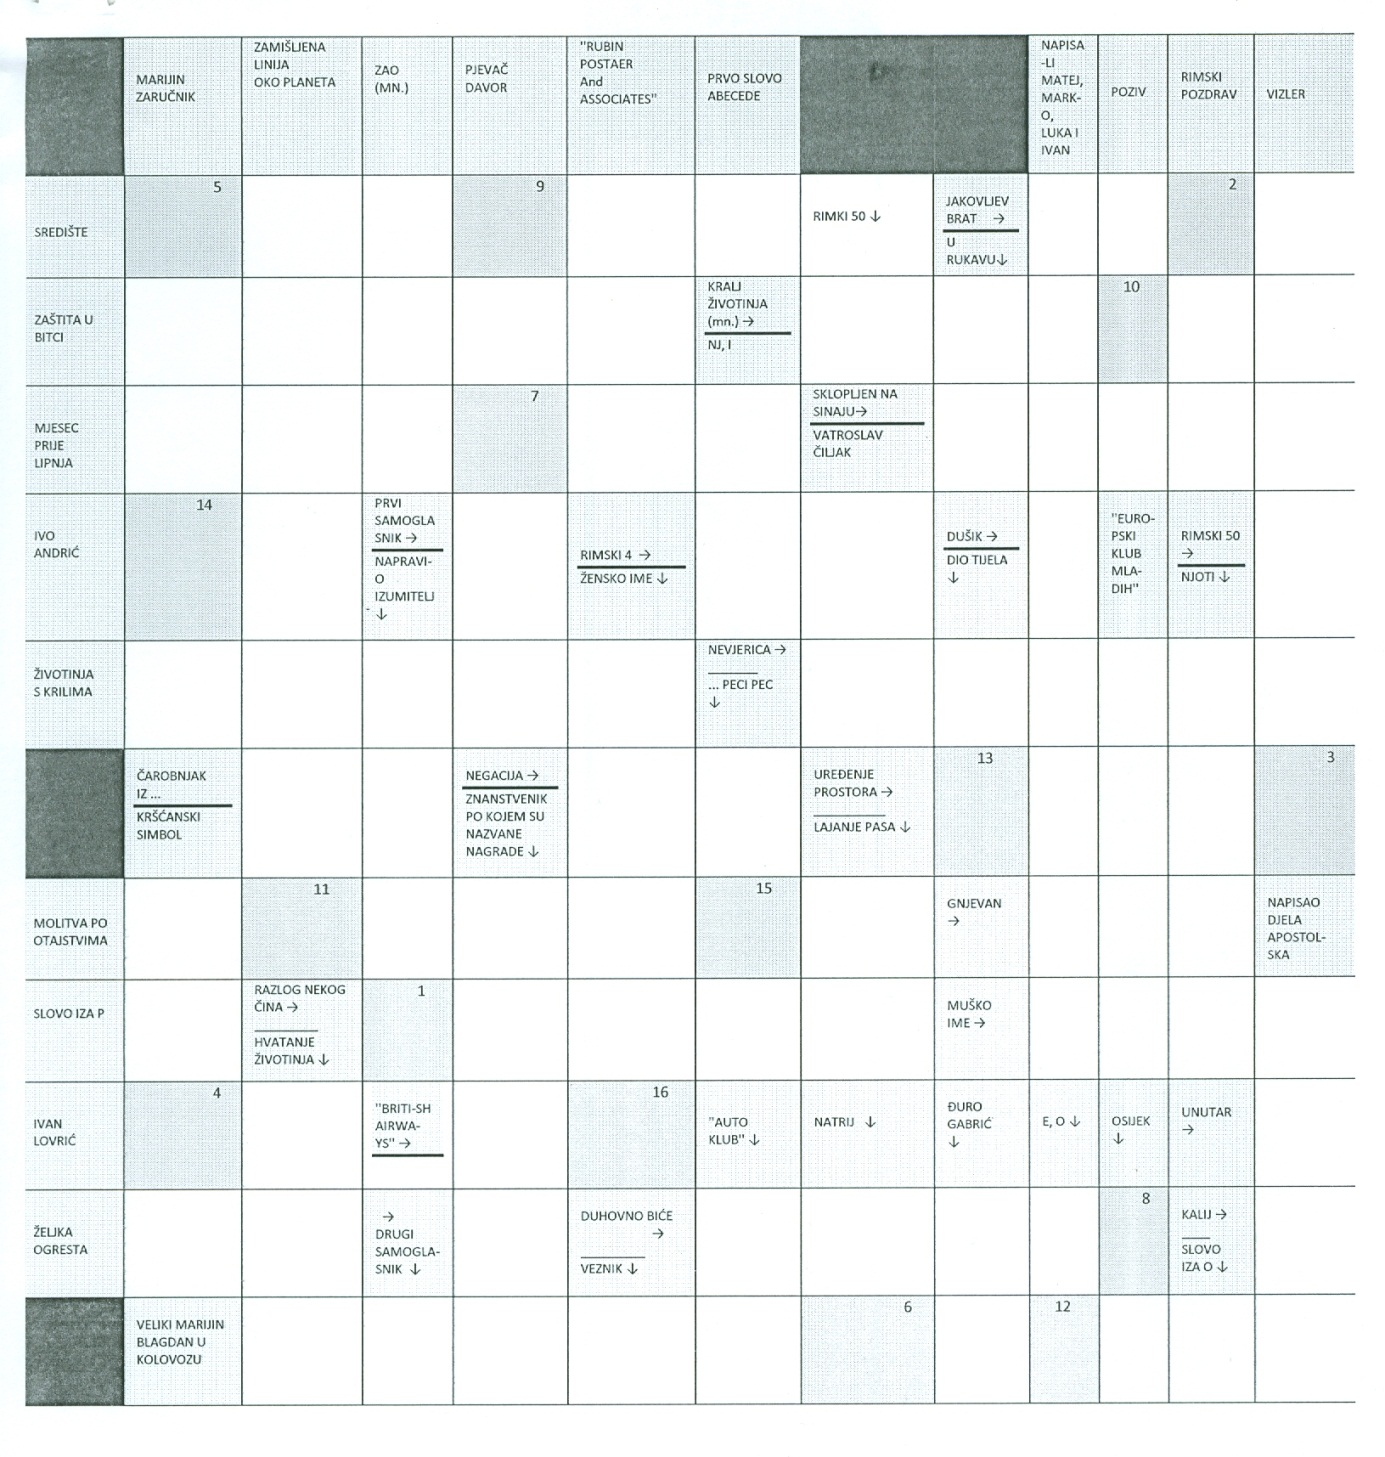 MARIJIN
ZARUČNIK
ZAMIŠLJENA
LINIJA
OKO PLANETA
ZAO
(MN.)
PJEVAČ
DAVOR
"RUBIN
POSTAER
And
ASSOCIATES"
PRVO SLOVO
ABECEDE
NAPISA
-LI
MATEJ,
MARK-
O,
LUKA I
IVAN
POZIV
RIMSKI
POZDRAV
VIZLER
SREDIŠTE
5
9
RIMKI 50 ↓
JAKOVLJEV
BRAT →
U
RUKAVU↓
2
ZAŠTITA U
BITCI
KRALJ
ŽIVOTINJA
(mn.) →
NJ, I
10
MJESEC
PRIJE
LIPNJA
7
SKLOPLJEN NA
SINAJU→
VATROSLAV
ČILJAK
IVO
ANDRIĆ
14
PRVI
SAMOGLA
SNIK →
NAPRAVI-
O
IZUMITELJ
↓
RIMSKI 4 →
ŽENSKO IME ↓
DUŠIK →
DIO TIJELA
↓
"EURO-
PSKI
KLUB
MLA-
DIH"
RIMSKI 50
→
NJOTI ↓
ŽIVOTINJA
S KRILIMA
NEVJERICA →
... PECI PEC
↓
ČAROBNJAK
IZ ...
KRŠĆANSKI
SIMBOL
NEGACIJA →
ZNANSTVENIK
PO KOJEM SU
NAZVANE
NAGRADE ↓
UREĐENJE
PROSTORA →
LAJANJE PASA ↓
13
3
MOLITVA PO
OTAJSTVIMA
11
15
GNJEVAN
→
NAPISAO
DJELA
APOSTOL-
SKA
SLOVO IZA P
RAZLOG NEKOG
ČINA →
HVATANJE
ŽIVOTINJA ↓
1
MUŠKO
IME →
IVAN
LOVRIĆ
4
"BRITI-SH
AIRWA-
YS" →
16
"AUTO
KLUB" ↓
NATRIJ ↓
ĐURO
GABRIĆ
↓
E, O ↓
OSIJEK
↓
UNUTAR
→
ŽELJKA
OGRESTA
→
DRUGI
SAMOGLA-
SNIK ↓
DUHOVNO BIĆE
→
VEZNIK ↓
8
KALIJ →
SLOVO
IZA O ↓
VELIKI MARIJIN
BLAGDAN U
KOLOVOZU
6
12